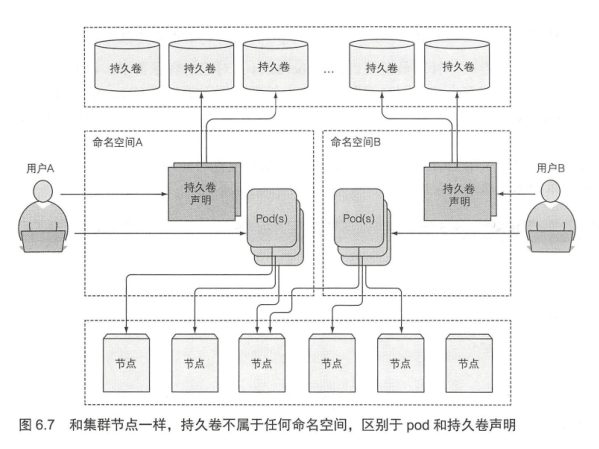 持久卷 持久卷 持久卷 ... 持久卷 持久卷
命名空间A 命名空间B
用户A 用户B
持久卷
声明
持久卷
声明
Pod(s) Pod(s)
节点 节点 节点 节点 节点 节点
图 6.7 和集群节点一样，持久卷不属于任何命名空间，区别于 pod 和持久卷声明